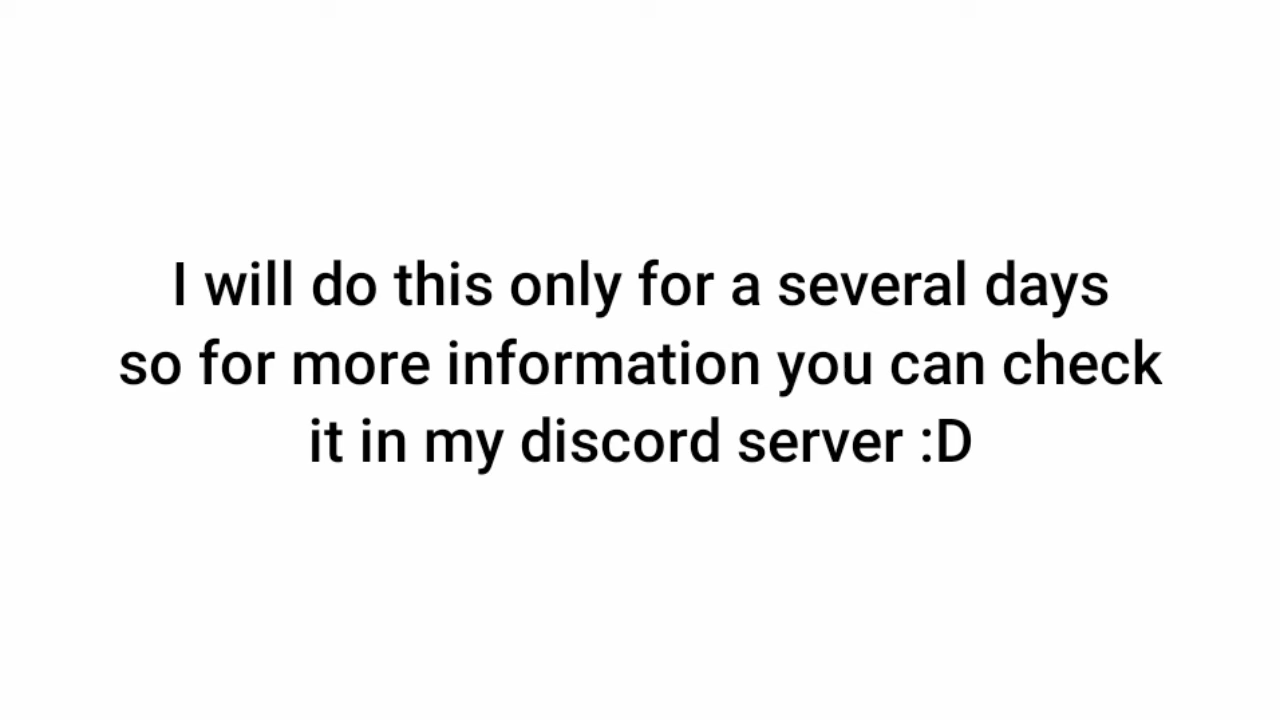 I will do this only for a several days
so for more information you can check
it in my discord server :D